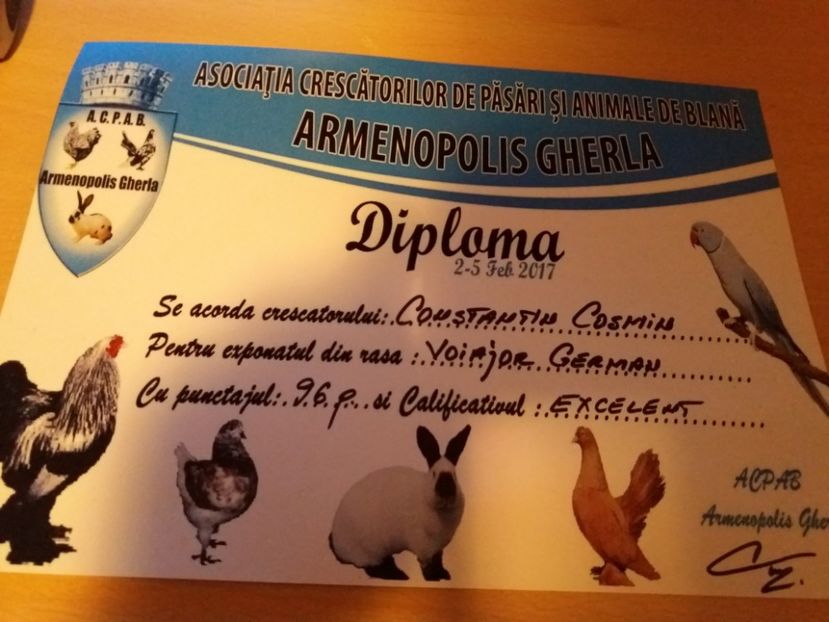 ASOCIAŢIA CRESCĂTORILOR DE PĂSĂRI ŞI ANIMALE DE BLANĂ
ARMENOPOLIS GHERLA
A.C.P.A.B.
Armenopolis Gherla
Diploma
2-5 Feb 2017
Se acorda crescatorului: CONSTANTIN COSMIN
Pentru exponatul din rasa : VOIAJOR GERMAN
Cu punctajul: 96 p si Calificativul : EXCELENT
ACPAB
Armenopolis Gher